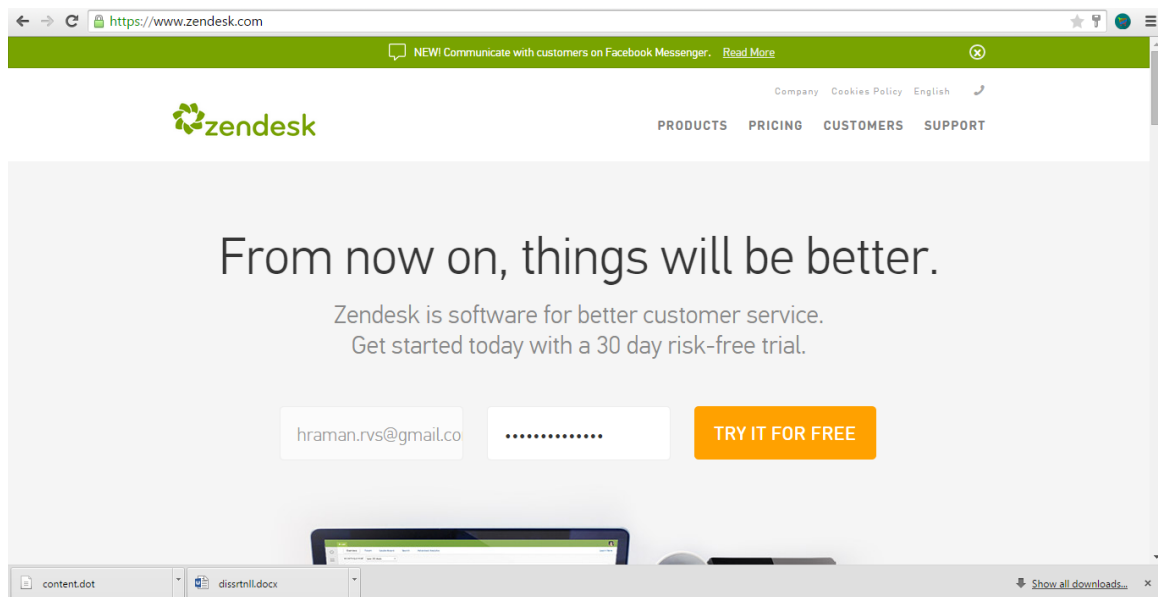 https://www.zendesk.com
NEW! Communicate with customers on Facebook Messenger. Read More
Company Cookies Policy English
zendesk
PRODUCTS PRICING CUSTOMERS SUPPORT
From now on, things will be better.
Zendesk is software for better customer service.
Get started today with a 30 day risk-free trial.
hraman.rvs@gmail.co
TRY IT FOR FREE
content.dot
dissrtnll.docx
Show all downloads...